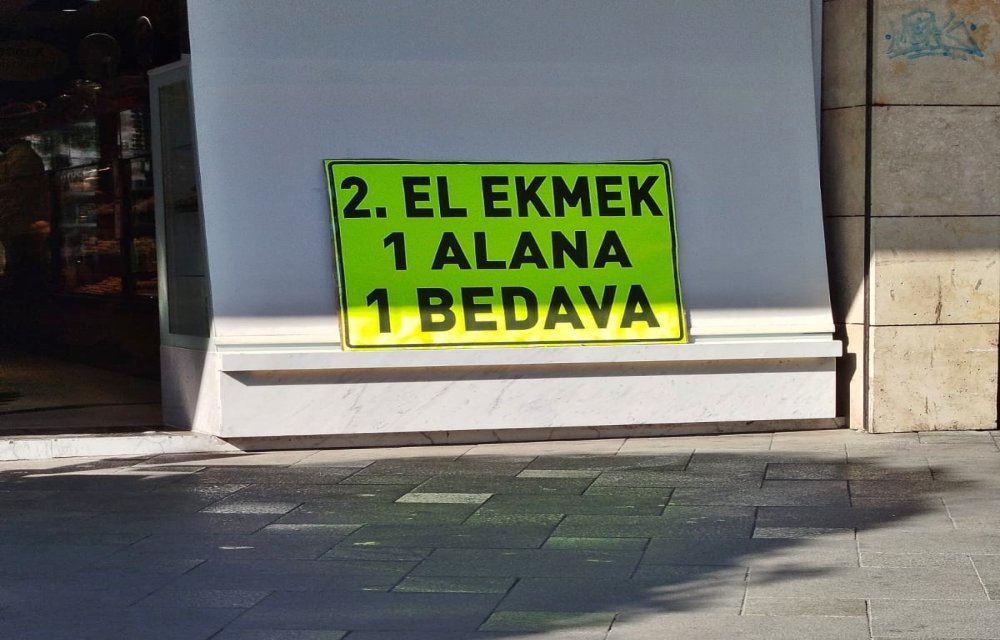 2. EL EKMEK
1 ALANA
1 BEDAVA